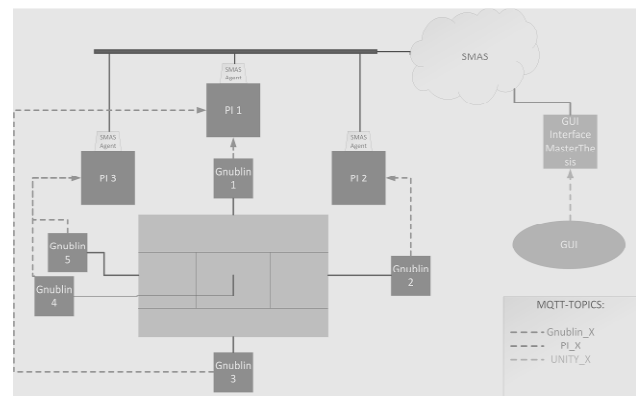 SMAS
SMAS
Agent
PI 1
SMAS
Agent
PI 3
SMAS
Agent
PI 2
Gnublin
1
GUI
Interface
MasterThe
sis
GUI
Gnublin
5
Gnublin
4
Gnublin
2
Gnublin
3
MQTT-TOPICS:
Gnublin_X
PI_X
UNITY_X